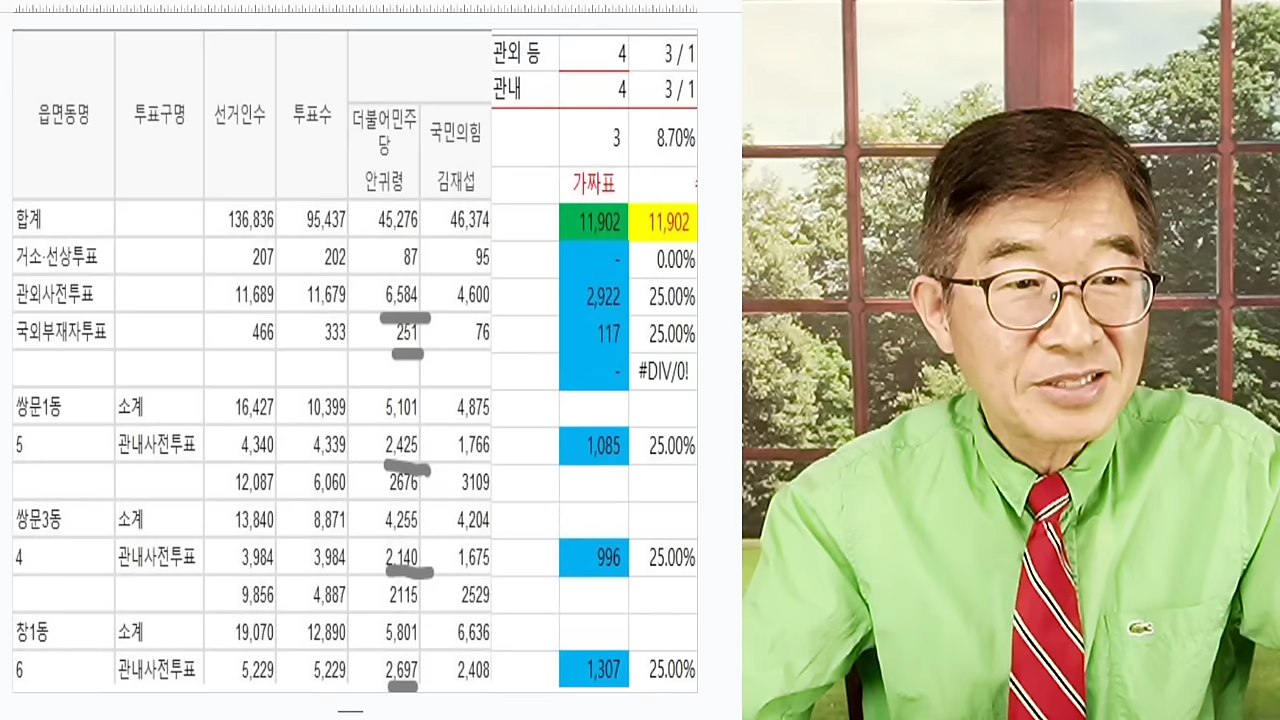 관외 등 4 3 / 1
관내 4 3 / 1
읍면동명 투표구명 선거인수 투표수 더불어민주당 안귀령 국민의힘 김재섭
3 8.70%
가짜표
합계 136,836 95,437 45,276 46,374 11,902 11,902
거소·선상투표 207 202 87 95 - 0.00%
관외사전투표 11,689 11,679 6,584 4,600 2,922 25.00%
국외부재자투표 466 333 251 76 117 25.00%
- #DIV/0!
쌍문1동 소계 16,427 10,399 5,101 4,875
5 관내사전투표 4,340 4,339 2,425 1,766 1,085 25.00%
12,087 6,060 2676 3109
쌍문3동 소계 13,840 8,871 4,255 4,204
4 관내사전투표 3,984 3,984 2,140 1,675 996 25.00%
9,856 4,887 2115 2529
창1동 소계 19,070 12,890 5,801 6,636
6 관내사전투표 5,229 5,229 2,697 2,408 1,307 25.00%